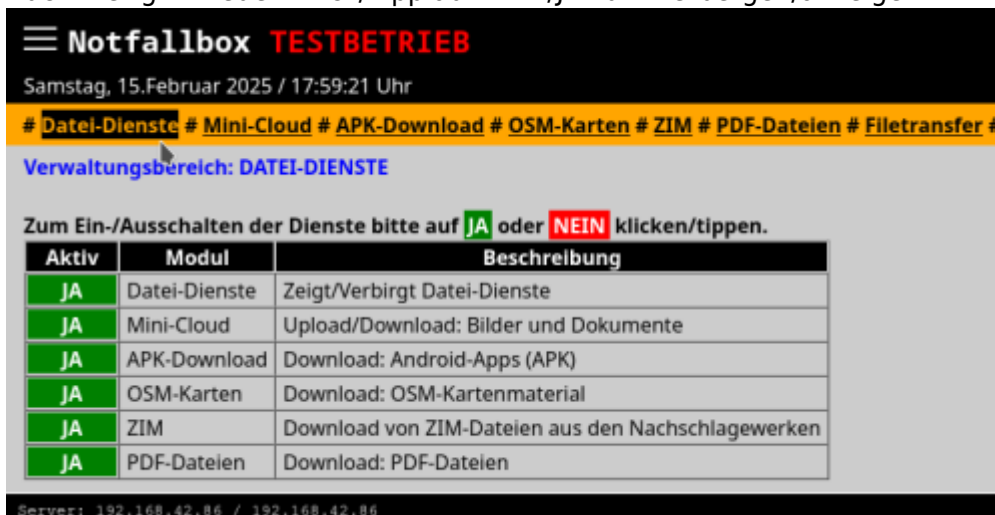 Notfallbox TESTBETRIEB
Samstag, 15.Februar 2025 / 17:59:21 Uhr
# Datei-Dienste # Mini-Cloud # APK-Download # OSM-Karten # ZIM # PDF-Dateien # Filetransfer #
Verwaltungsbereich: DATEI-DIENSTE
Zum Ein-/Ausschalten der Dienste bitte auf JA oder NEIN klicken/tippen.
Aktiv Modul Beschreibung
JA Datei-Dienste Zeigt/Verbirgt Datei-Dienste
JA Mini-Cloud Upload/Download: Bilder und Dokumente
JA APK-Download Download: Android-Apps (APK)
JA OSM-Karten Download: OSM-Kartenmaterial
JA ZIM Download von ZIM-Dateien aus den Nachschlagewerken
JA PDF-Dateien Download: PDF-Dateien
Server: 192.168.42.86 / 192.168.42.86